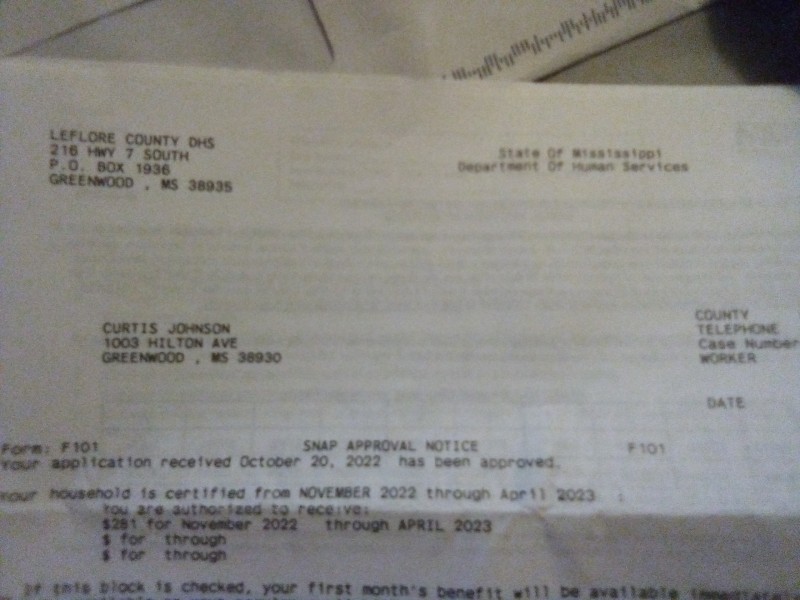 LEFLORE COUNTY DHS
216 HWY 7 SOUTH
P.O. BOX 1936
GREENWOOD , MS 38935
State Of Mississippi
Department Of Human Services
CURTIS JOHNSON
1003 HILTON AVE
GREENWOOD , MS 38930
COUNTY
TELEPHONE
Case Number
WORKER
DATE
Form: F101 SNAP APPROVAL NOTICE F101
Your application received October 20, 2022 has been approved.
Your household is certified from NOVEMBER 2022 through April 2023 :
You are authorized to receive:
$281 for November 2022 through APRIL 2023
$ for through
$ for through
If this block is checked, your first month's benefit will be available immediately